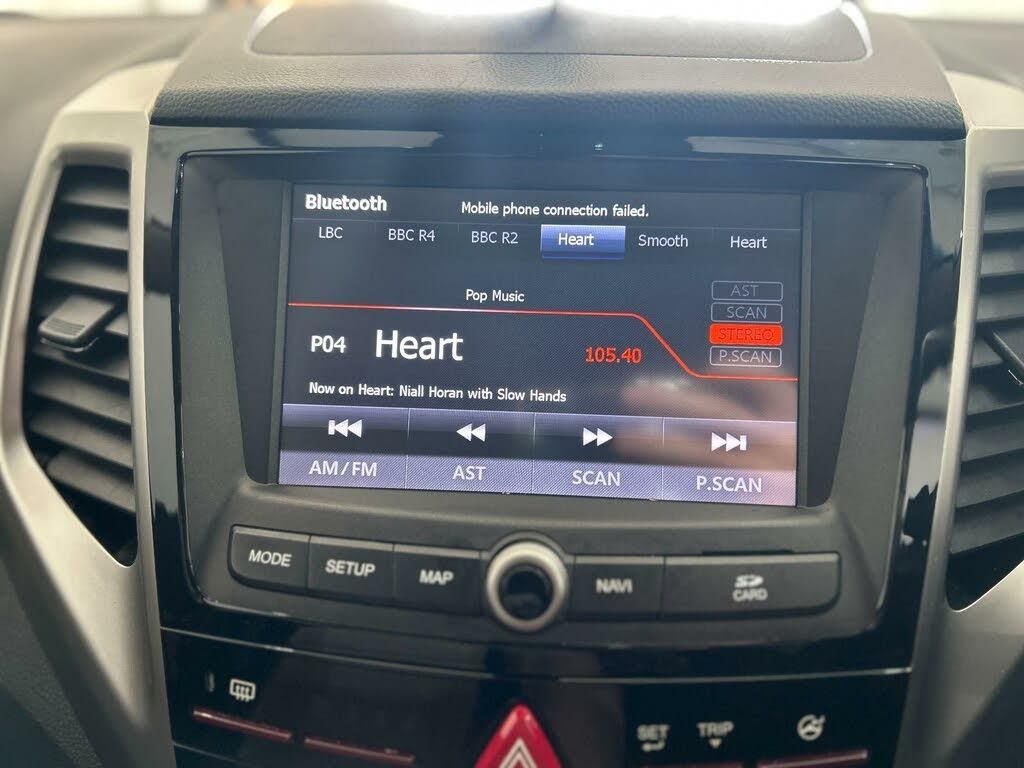 Bluetooth Mobile phone connection failed.
LBC BBC R4 BBC R2 Heart Smooth Heart
Pop Music
AST
SCAN
STEREO
P.SCAN
P04 Heart 105.40
Now on Heart: Niall Horan with Slow Hands
AM/FM AST SCAN P.SCAN
MODE SETUP MAP NAVI SD CARD
SET TRIP